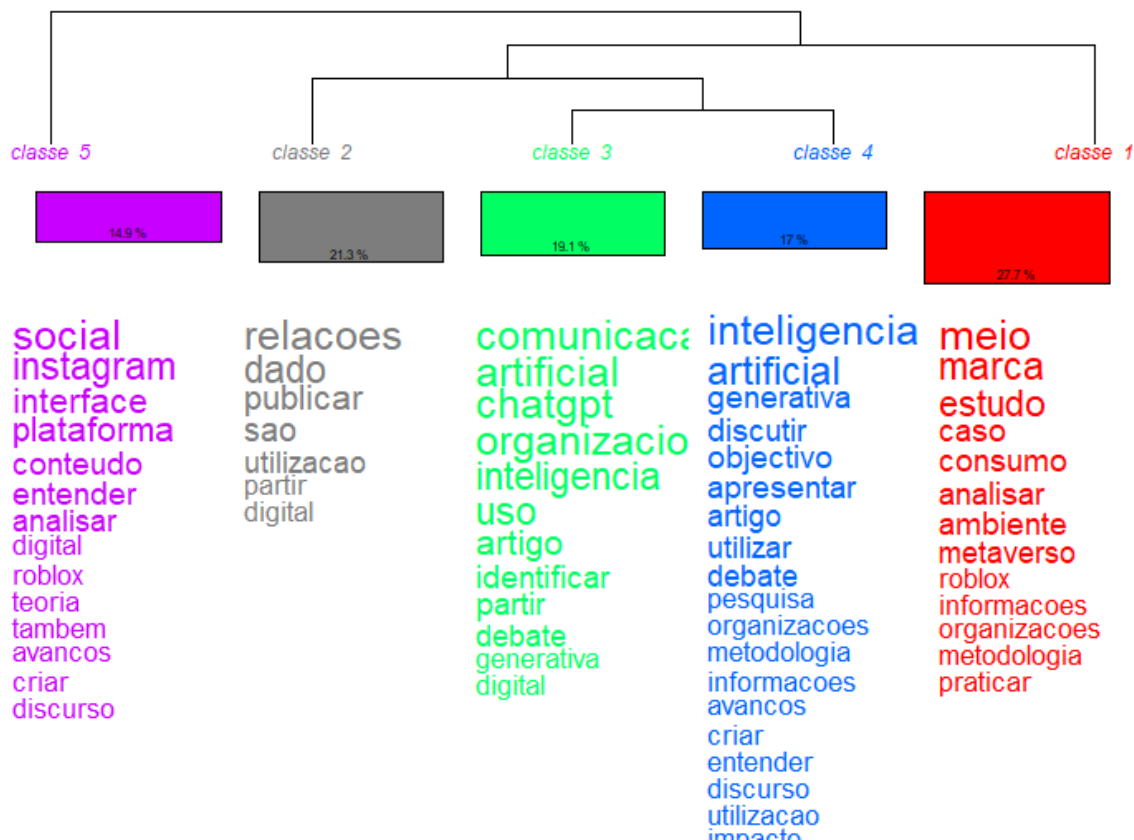 classe 5
classe 2
classe 3
classe 4
classe 1
14.9 %
21.3 %
19.1 %
17 %
27.7 %
social
instagram
interface
plataforma
conteudo
entender
analisar
digital
roblox
teoria
tambem
avancos
criar
discurso
relacoes
dado
publicar
sao
utilizacao
partir
digital
comunicaca
artificial
chatgpt
organizacio
inteligencia
uso
artigo
identificar
partir
debate
generativa
digital
inteligencia
artificial
generativa
discutir
objectivo
apresentar
artigo
utilizar
debate
pesquisa
organizacoes
metodologia
informacoes
avancos
criar
entender
discurso
utilizacao
impacto
meio
marca
estudo
caso
consumo
analisar
ambiente
metaverso
roblox
informacoes
organizacoes
metodologia
praticar